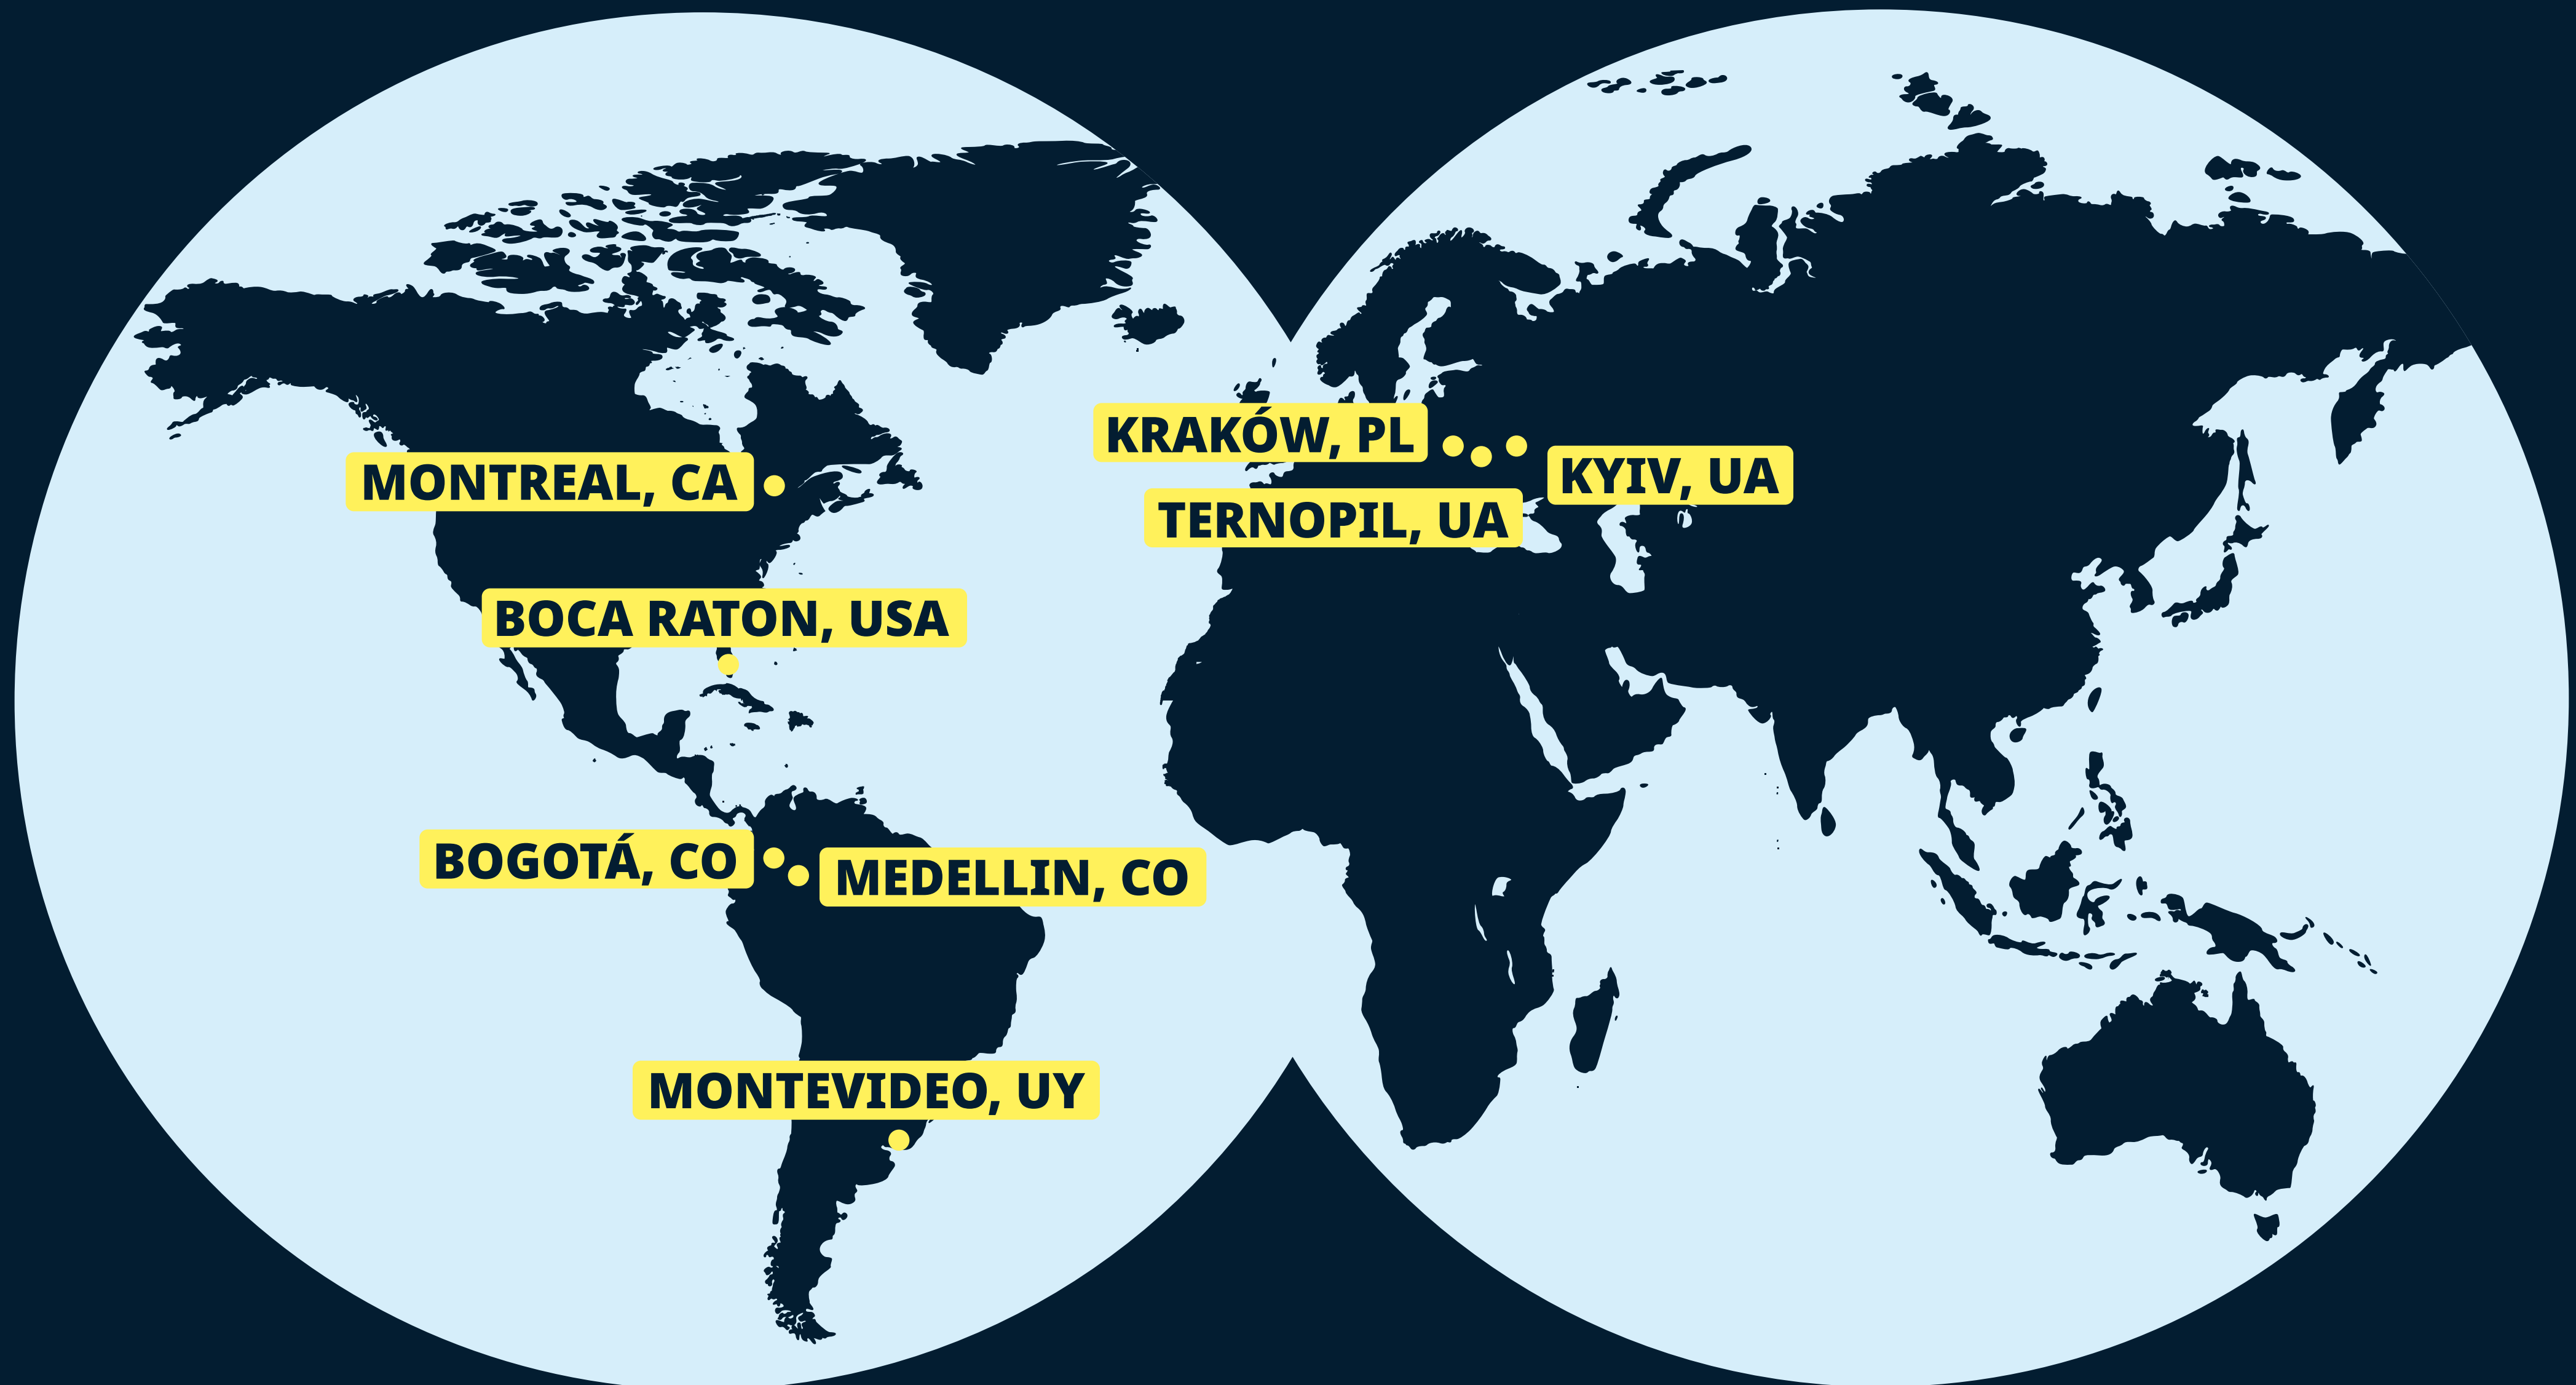 KRAKÓW, PL
MONTREAL, CA
KYIV, UA
TERNOPIL, UA
BOCA RATON, USA
BOGOTÁ, CO
MEDELLIN, CO
MONTEVIDEO, UY